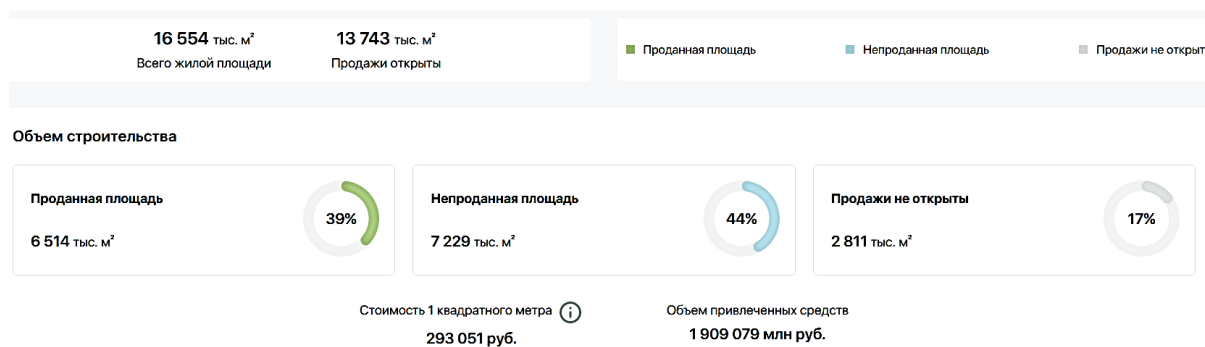 16 554 тыс. м² 13 743 тыс. м²
Всего жилой площади Продажи открыты
Проданная площадь Непроданная площадь Продажи не открыт
Объем строительства
Проданная площадь
6 514 тыс. м²
39%
Непроданная площадь
7 229 тыс. м²
44%
Продажи не открыты
2 811 тыс. м²
17%
Стоимость 1 квадратного метра i
293 051 руб.
Объем привлеченных средств
1 909 079 млн руб.